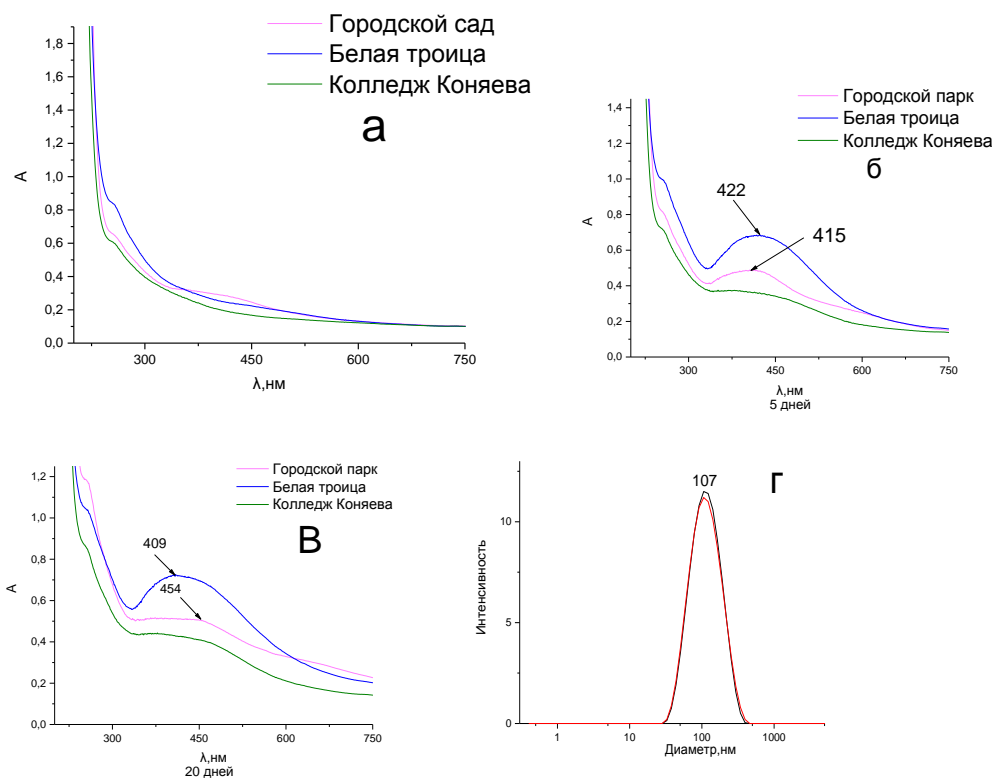 Городской сад
Белая троица
Колледж Коняева
а
A
1,8
1,6
1,4
1,2
1,0
0,8
0,6
0,4
0,2
0,0
300 450 600 750
λ,нм
Городской парк
Белая троица
Колледж Коняева
б
A
1,4
1,2
1,0
0,8
0,6
0,4
0,2
0,0
422
415
300 450 600 750
λ,нм
5 дней
Городской парк
Белая троица
Колледж Коняева
В
A
1,2
1,0
0,8
0,6
0,4
0,2
0,0
409
454
300 450 600 750
λ,нм
20 дней
107
Г
Интенсивность
10
5
0
1 10 100 1000
Диаметр,нм